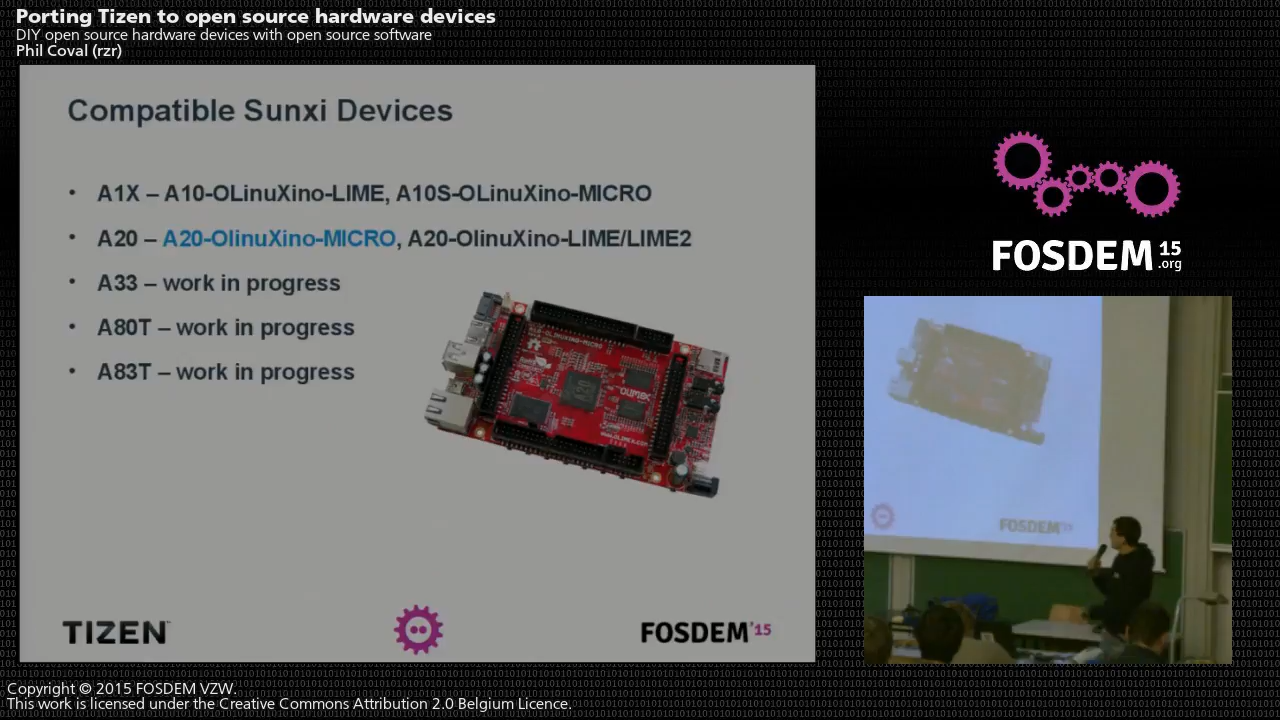 Porting Tizen to open source hardware devices
DIY open source hardware devices with open source software
Phil Coval (rzr)
Compatible Sunxi Devices
• A1X – A10-OLinuXino-LIME, A10S-OLinuXino-MICRO
• A20 – A20-OlinuXino-MICRO, A20-OlinuXino-LIME/LIME2
• A33 – work in progress
• A80T – work in progress
• A83T – work in progress
OLIMEX
TIZEN
FOSDEM'15
FOSDEM 15
.org
FOSDEM'15
Copyright © 2015 FOSDEM VZW.
This work is licensed under the Creative Commons Attribution 2.0 Belgium Licence.